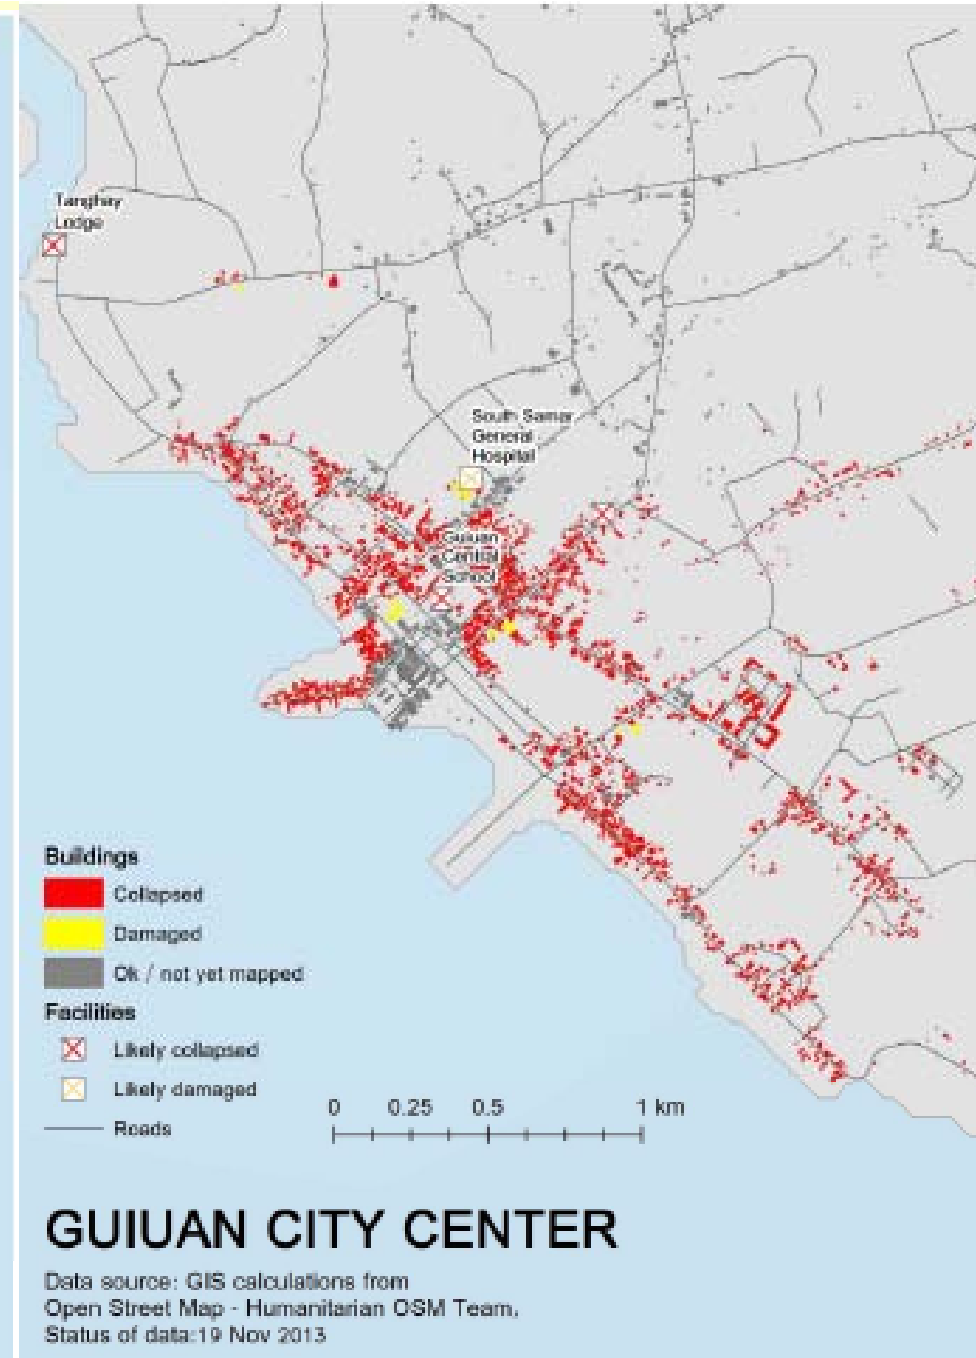 Tanghay
Lodge
South Samar
General
Hospital
Guiuan
Central
School
Buildings
Collapsed
Damaged
Ok / not yet mapped
Facilities
Likely collapsed
Likely damaged
Roads
0 0.25 0.5 1 km
GUIUAN CITY CENTER
Data source: GIS calculations from
Open Street Map - Humanitarian OSM Team,
Status of data:19 Nov 2013